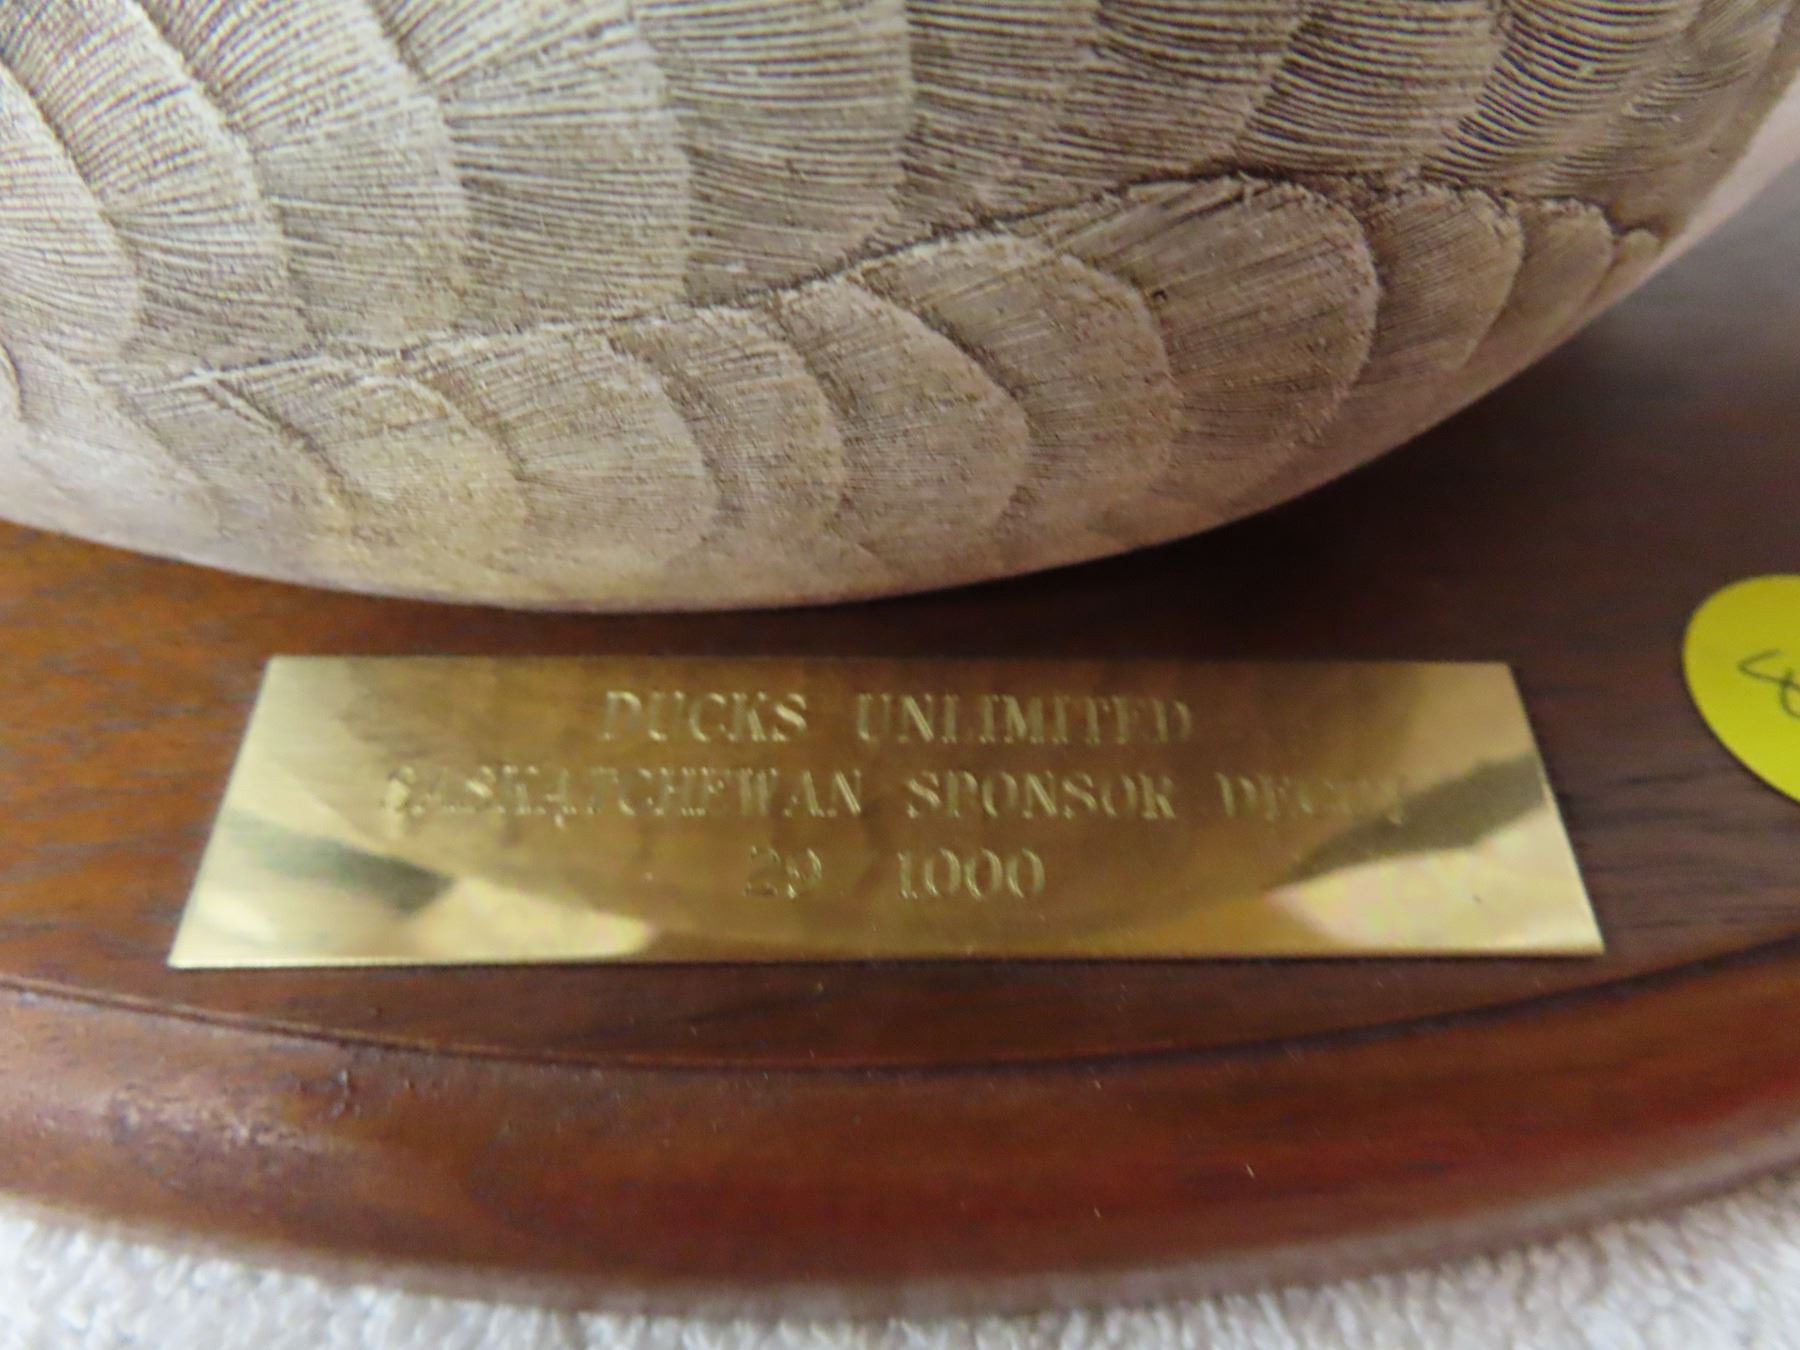 DUCKS UNLIMITED
SASKATCHEWAN SPONSOR DECOY
29 1000